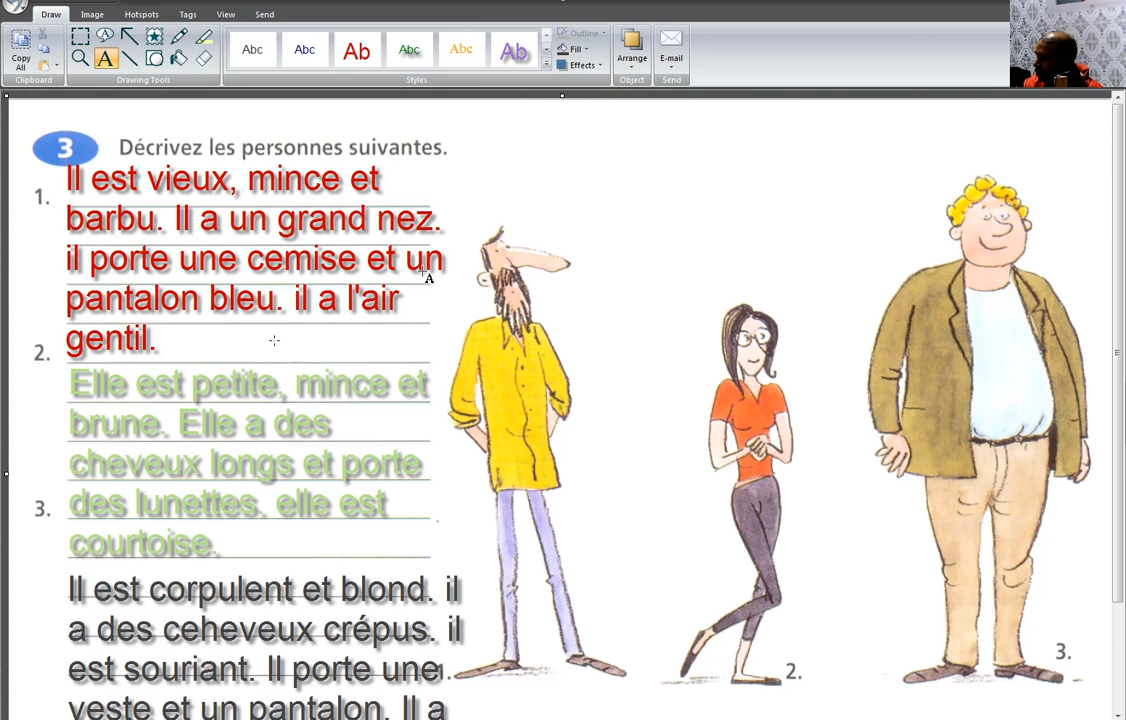 Draw Image Hotspots Tags View Send
Copy All
Abc Abc Ab Abc Abc Ab
Outline
Fill
Effects
Arrange
E-mail
Clipboard Drawing Tools Styles Object Send
3 Décrivez les personnes suivantes.
1. Il est vieux, mince et
barbu. Il a un grand nez.
il porte une cemise et un
pantalon bleu. il a l'air
gentil.
2.
Elle est petite, mince et
brune. Elle a des
cheveux longs et porte
des lunettes. elle est
3.
courtoise.
Il est corpulent et blond. il
a des ceheveux crépus. il
est souriant. Il porte une
veste et un pantalon. Il a
1.
2.
3.
A